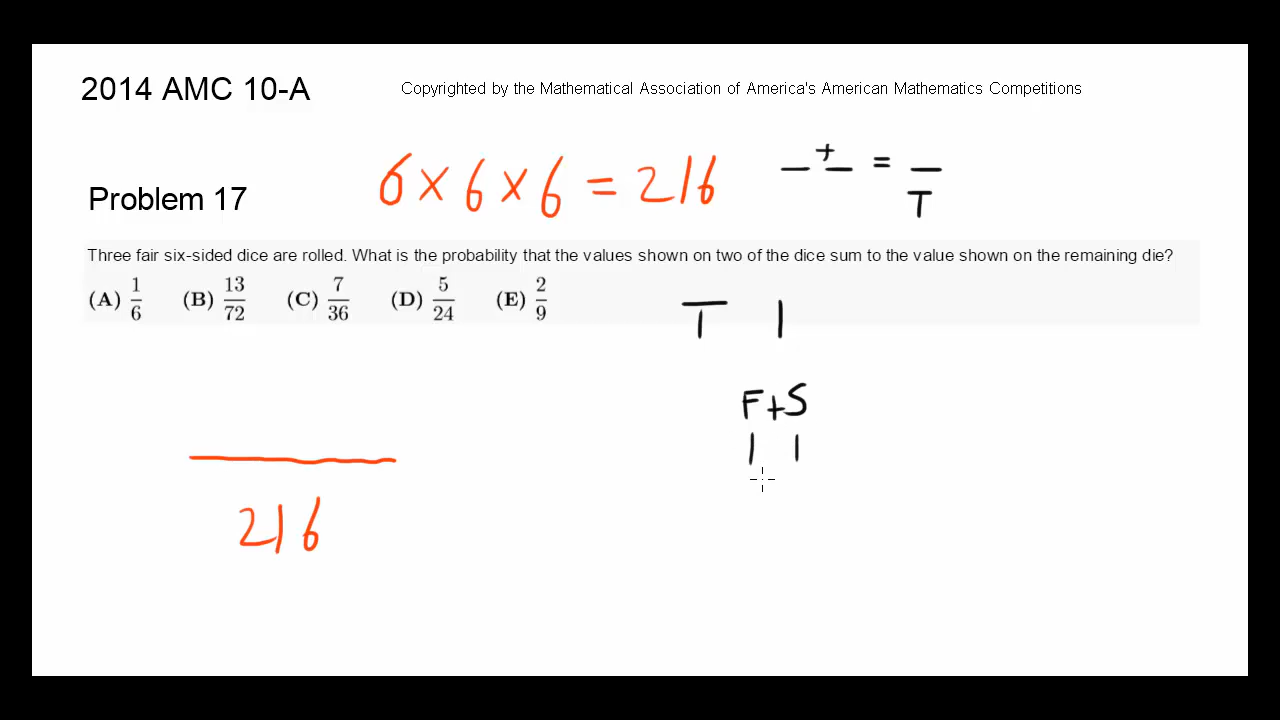 2014 AMC 10-A
Copyrighted by the Mathematical Association of America's American Mathematics Competitions
6 × 6 × 6 = 216
_ + _ = _
T
Problem 17
Three fair six-sided dice are rolled. What is the probability that the values shown on two of the dice sum to the value shown on the remaining die?
(A) 1/6 (B) 13/72 (C) 7/36 (D) 5/24 (E) 2/9
T 1
F+S
1 1
216